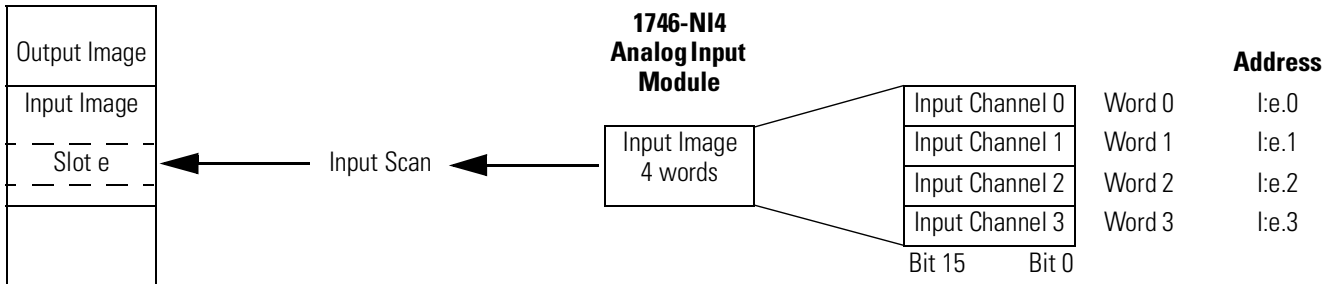 Output Image
Input Image
Slot e
Input Scan
1746-NI4
Analog Input
Module
Input Image
4 words
Address
Input Channel 0 Word 0 I:e.0
Input Channel 1 Word 1 I:e.1
Input Channel 2 Word 2 I:e.2
Input Channel 3 Word 3 I:e.3
Bit 15 Bit 0